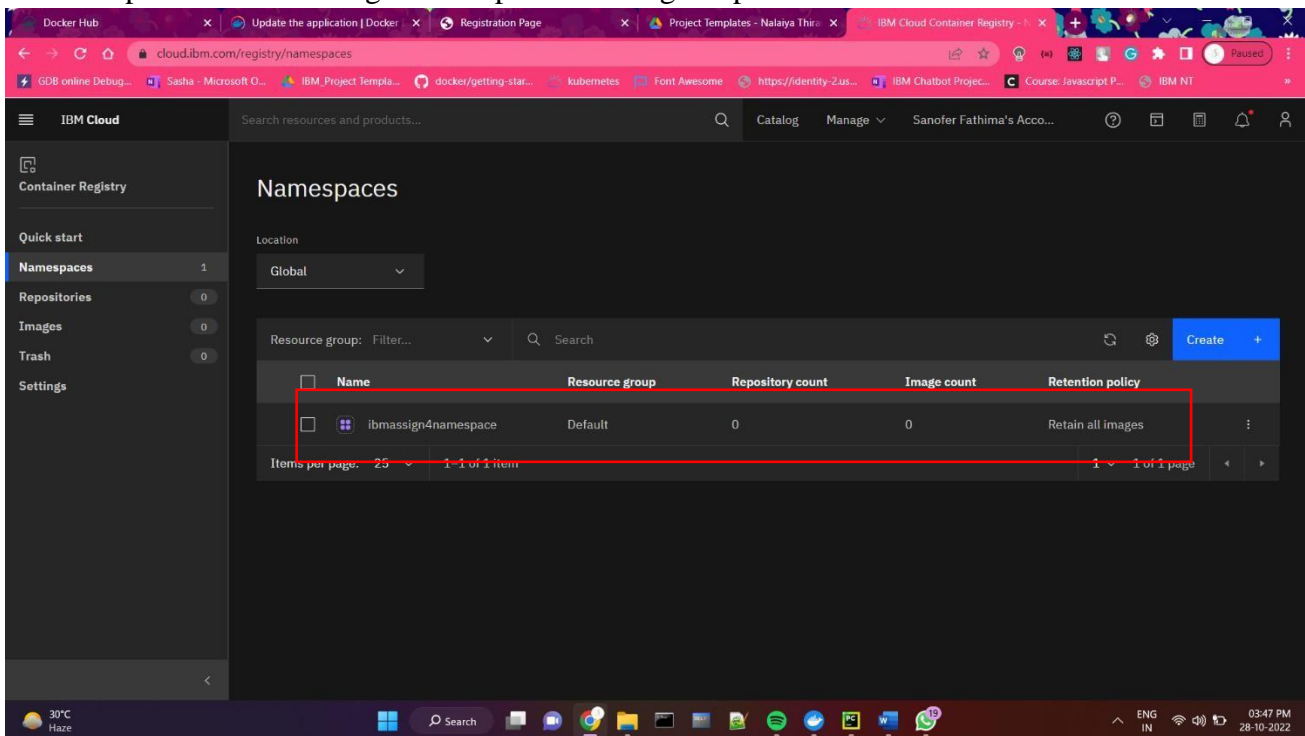 Docker Hub
Update the application | Docker
Registration Page
Project Templates - Nalaiya Thira
IBM Cloud Container Registry - N
cloud.ibm.com/registry/namespaces
Paused
GDB online Debug...
Sasha - Microsoft O...
IBM_Project Templa...
docker/getting-star...
kubernetes
Font Awesome
https://identity-2.us...
IBM Chatbot Projec...
Course: Javascript P...
IBM NT
IBM Cloud
Search resources and products...
Catalog
Manage
Sanofer Fathima's Acco...
Container Registry
Quick start
Namespaces 1
Repositories 0
Images 0
Trash 0
Settings
Namespaces
Location
Global
Resource group: Filter...
Search
Create +
Name Resource group Repository count Image count Retention policy
ibmassign4namespace Default 0 0 Retain all images
Items per page: 25 1–1 of 1 item 1 1 of 1 page
30°C
Haze
Search
19
ENG
IN
03:47 PM
28-10-2022